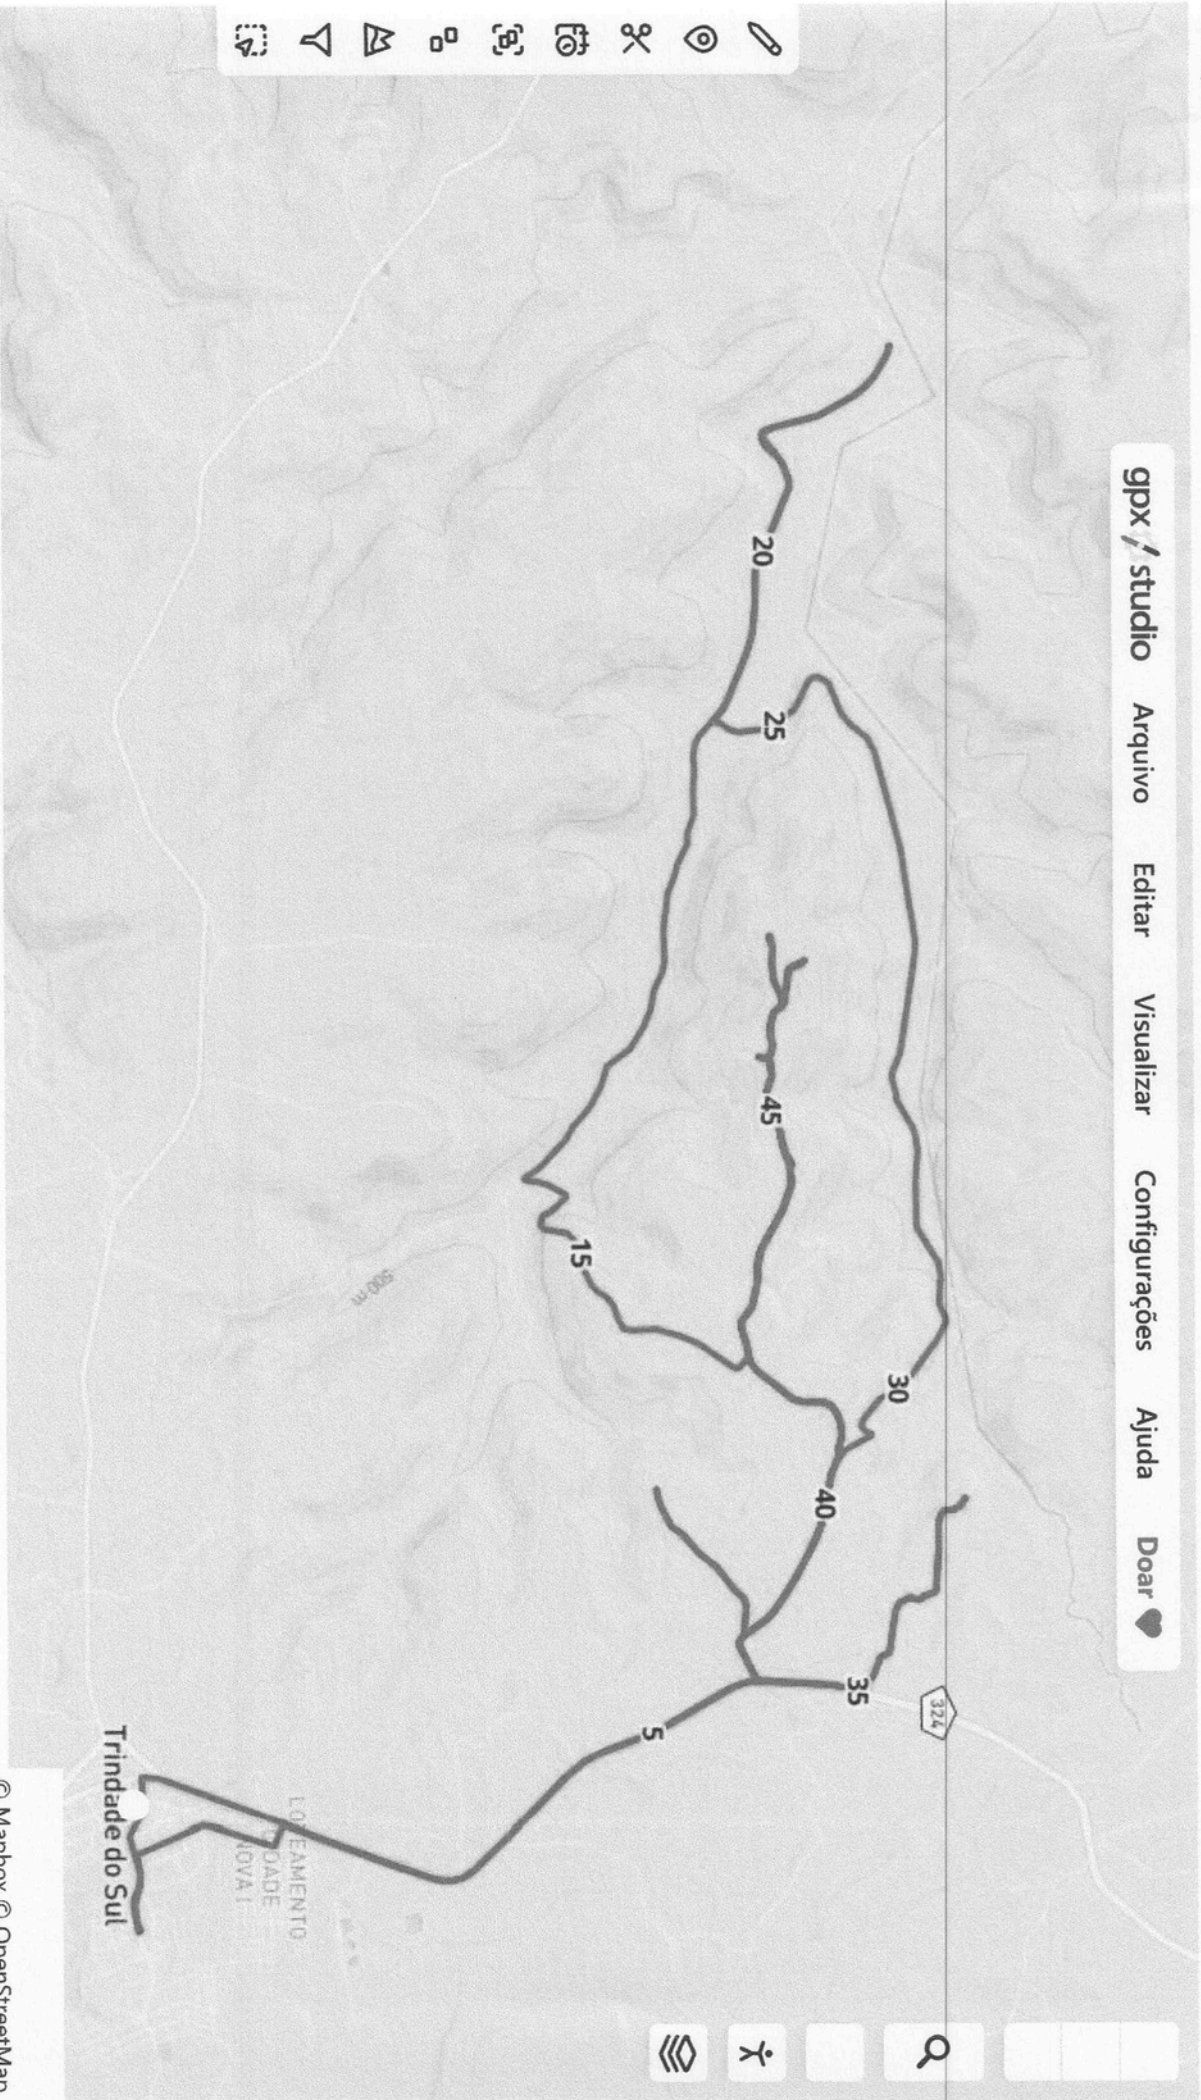 gpx studio Arquivo Editar Visualizar Configurações Ajuda Doar
324
20
25
30
45
15
40
35
5
500 m
LOTEAMENTO
NOVA I
Trindade do Sul
© Mapbox © OpenStreetMap